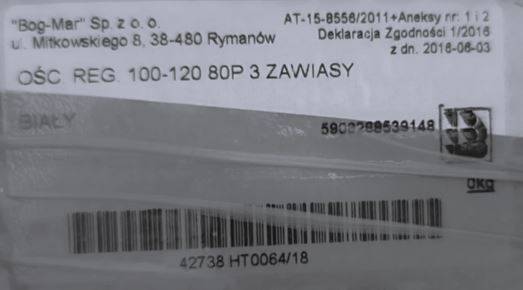 "Bog-Mar" Sp. z o. o.
ul. Mitkowskiego 8, 38-480 Rymanów
AT-15-8556/2011+Aneksy nr: 1 i 2
Deklaracja Zgodności 1/2016
z dn. 2016-06-03
OŚC. REG. 100-120 80P 3 ZAWIASY
BIAŁY
0kg
42738 HT0064/18